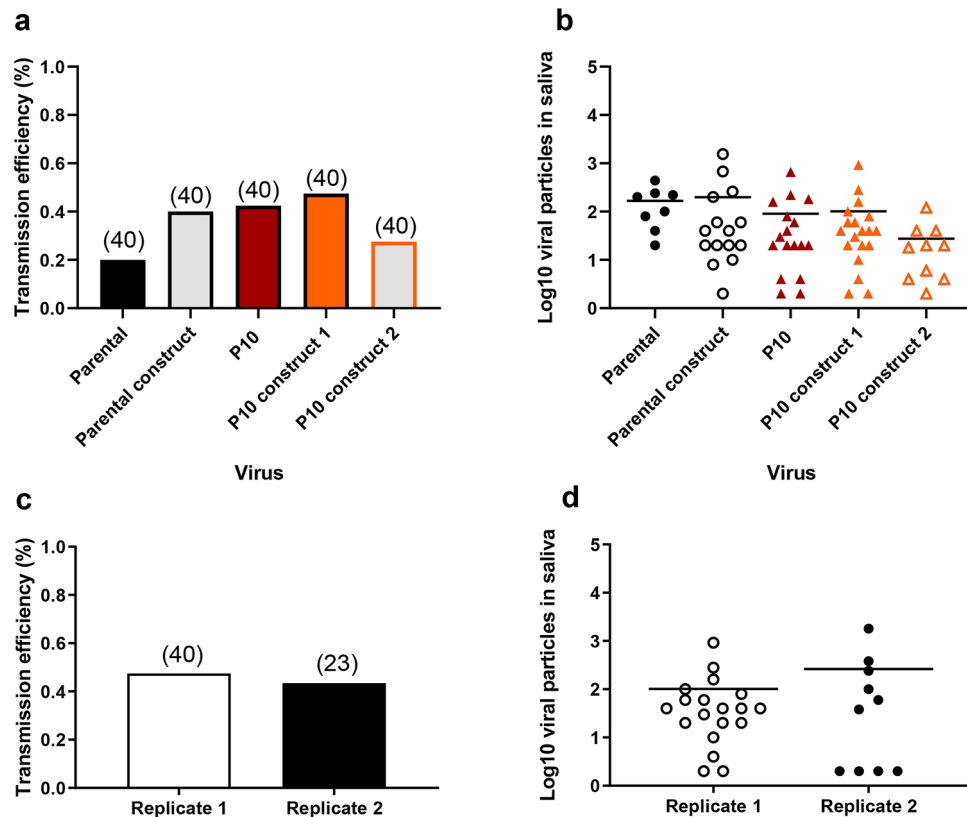 a
Transmission efficiency (%)
1.0
0.8
0.6
0.4
0.2
0.0
(40)
(40)
(40)
(40)
(40)
Parental
Parental construct
P10
P10 construct 1
P10 construct 2
Virus
b
Log10 viral particles in saliva
5
4
3
2
1
0
Parental
Parental construct
P10
P10 construct 1
P10 construct 2
Virus
c
Transmission efficiency (%)
1.0
0.8
0.6
0.4
0.2
0.0
(40)
(23)
Replicate 1
Replicate 2
d
Log10 viral particles in saliva
5
4
3
2
1
0
Replicate 1
Replicate 2